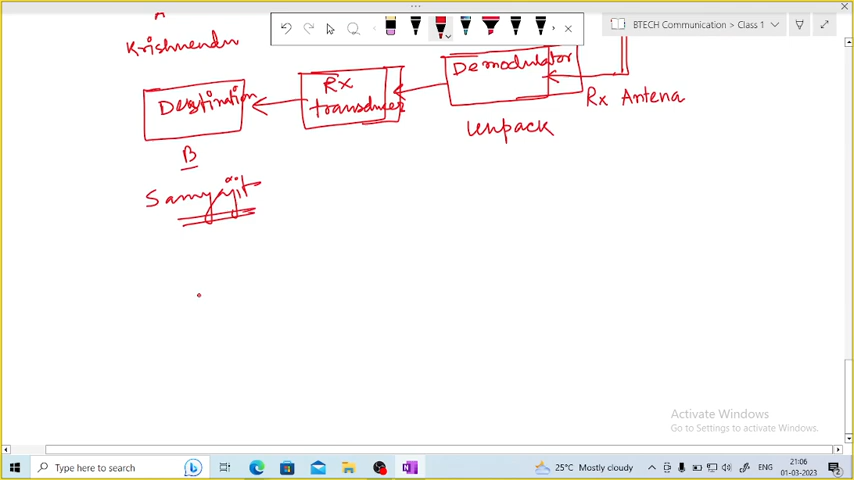 BTECH Communication > Class 1
Krishnendu
Demodulator
Rx
transducer
Destination
Rx Antena
Unpack
B
Samyajit
Activate Windows
Go to Settings to activate Windows.
Type here to search
25°C Mostly cloudy
ENG
21:06
01-03-2023
2